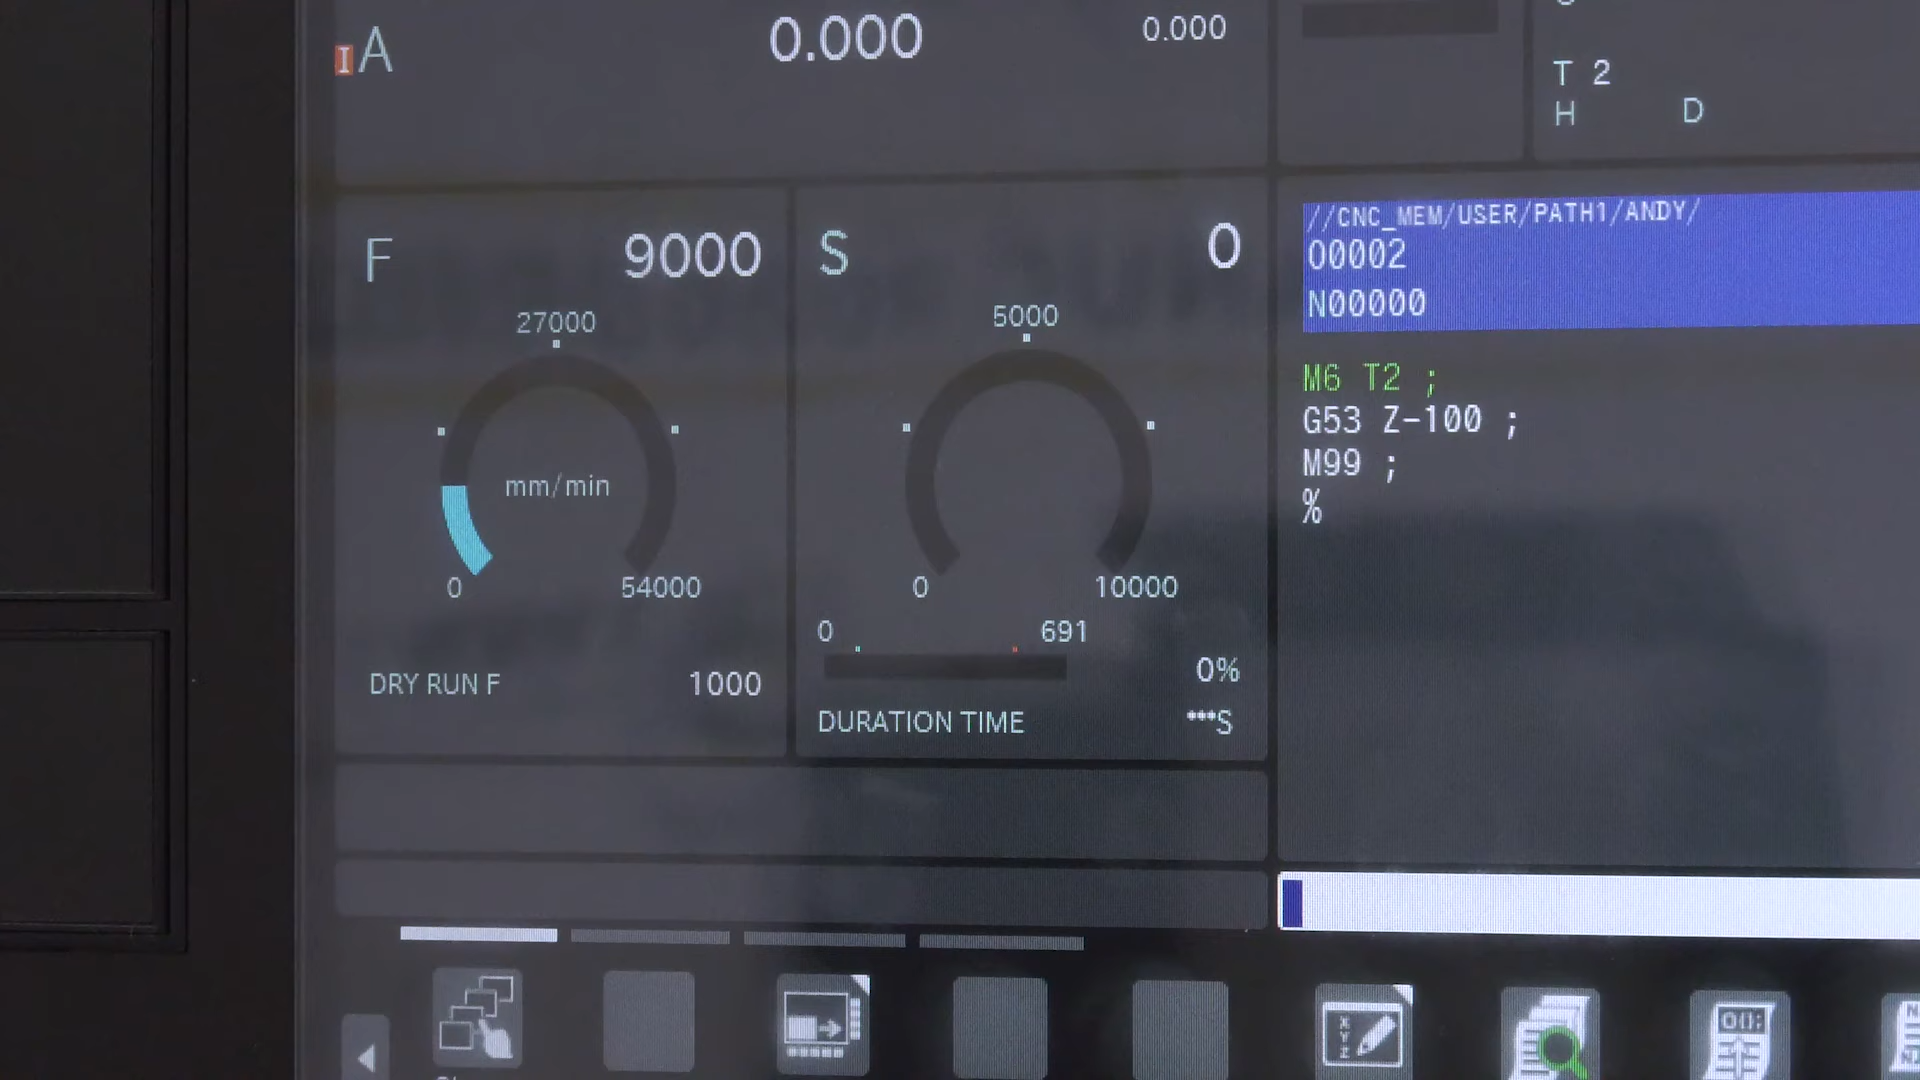 I A 0.000 0.000
T 2
H D
F 9000
27000
mm/min
0 54000
DRY RUN F 1000
S 0
5000
0 10000
0 691
0%
DURATION TIME ***S
//CNC_MEM/USER/PATH1/ANDY/
O0002
N00000
M6 T2 ;
G53 Z-100 ;
M99 ;
%
X
Y
Z
O();